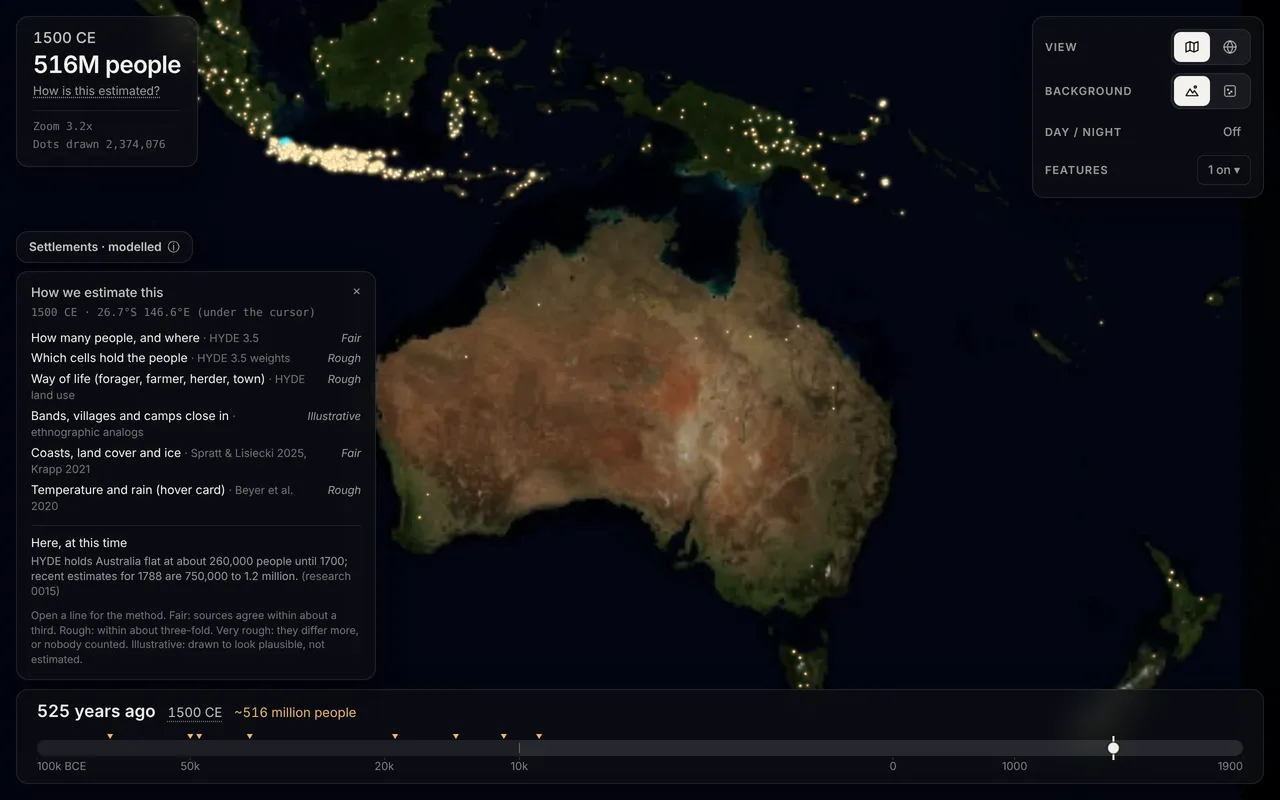 1500 CE
516M people
How is this estimated?
Zoom 3.2x
Dots drawn 2,374,076
VIEW
BACKGROUND
DAY / NIGHT Off
FEATURES 1 on ▾
Settlements · modelled ⓘ
How we estimate this ×
1500 CE · 26.7°S 146.6°E (under the cursor)
How many people, and where · HYDE 3.5 Fair
Which cells hold the people · HYDE 3.5 weights Rough
Way of life (forager, farmer, herder, town) · HYDE Rough
land use
Bands, villages and camps close in · Illustrative
ethnographic analogs
Coasts, land cover and ice · Spratt & Lisiecki 2025, Fair
Krapp 2021
Temperature and rain (hover card) · Beyer et al. Rough
2020
Here, at this time
HYDE holds Australia flat at about 260,000 people until 1700;
recent estimates for 1788 are 750,000 to 1.2 million. (research
0015)
Open a line for the method. Fair: sources agree within about a
third. Rough: within about three-fold. Very rough: they differ more,
or nobody counted. Illustrative: drawn to look plausible, not
estimated.
525 years ago 1500 CE ~516 million people
100k BCE 50k 20k 10k 0 1000 1900